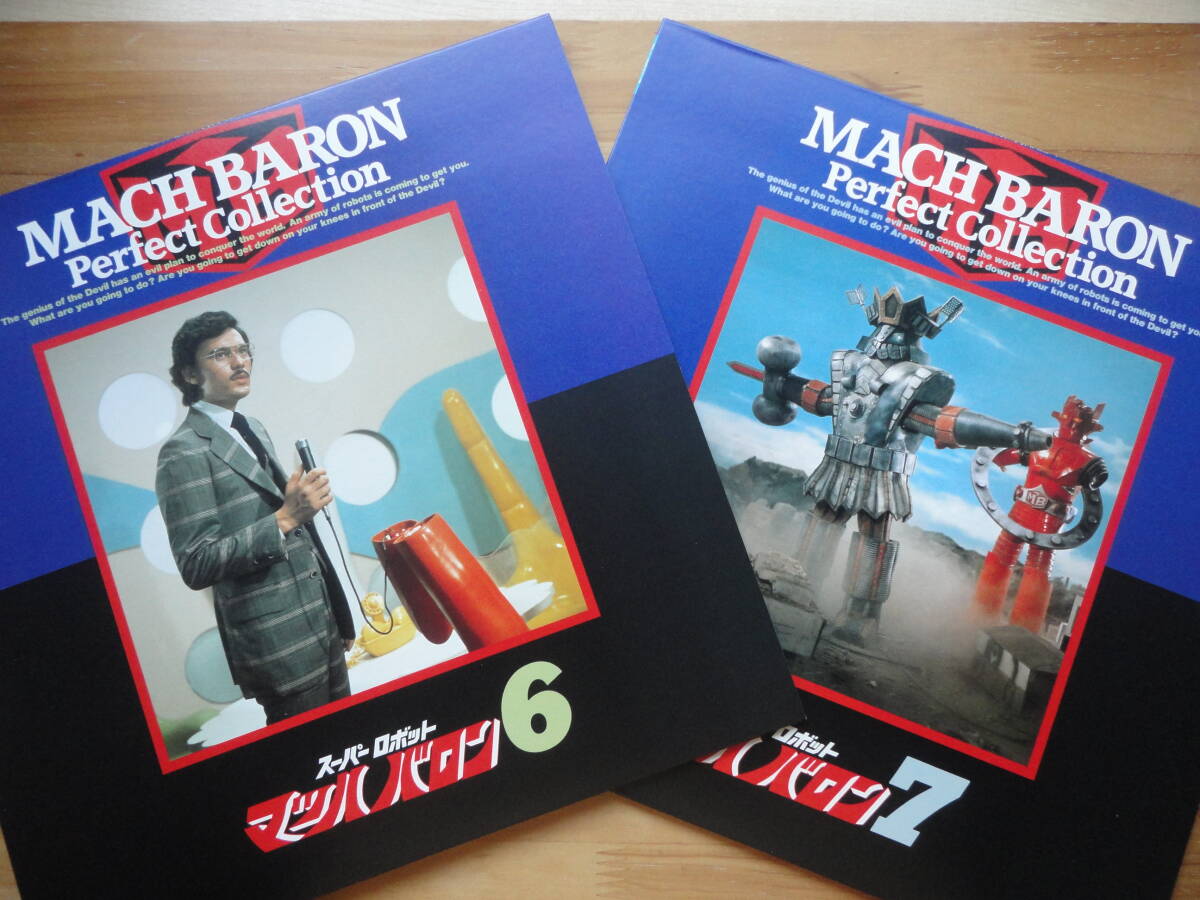 MACH BARON
Perfect Collection
The genius of the Devil has an evil plan to conquer the world. An army of robots is coming to get you.
What are you going to do? Are you going to get down on your knees in front of the Devil?
スーパー ロボット
マッハバロン 6
MACH BARON
Perfect Collection
The genius of the Devil has an evil plan to conquer the world. An army of robots is coming to get you
What are you going to do? Are you going to get down on your knees in front of the Devil?
MB
ロボット
ハバロン 7